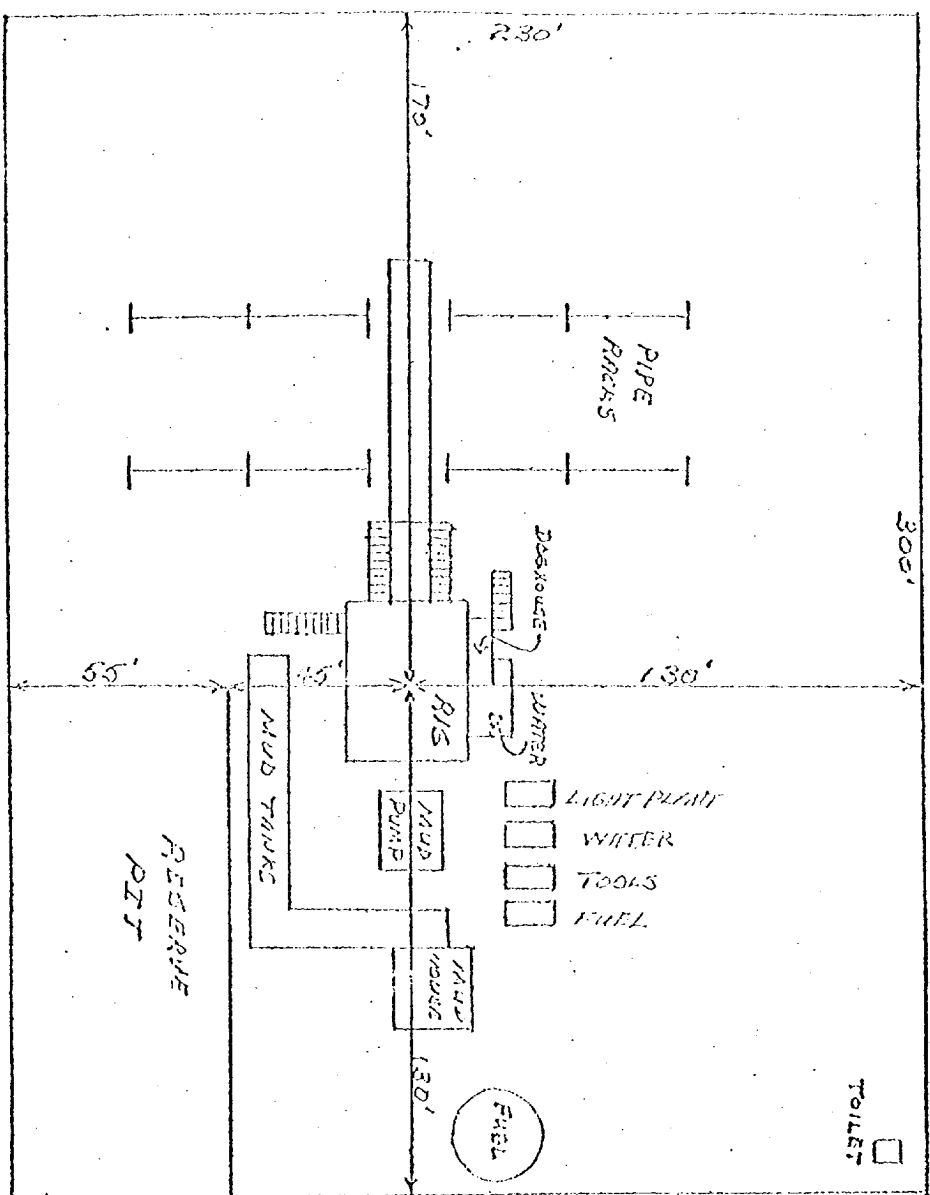 230'
170'
PIPE
RACKS
300'
DOGHOUSE
55'
45'
130'
RIG
WATER
MUD TANKS
MUD
PUMP
LIGHT PLANT
WATER
TOOLS
FUEL
RESERVE
PIT
MUD
HOUSE
130'
FUEL
TOILET